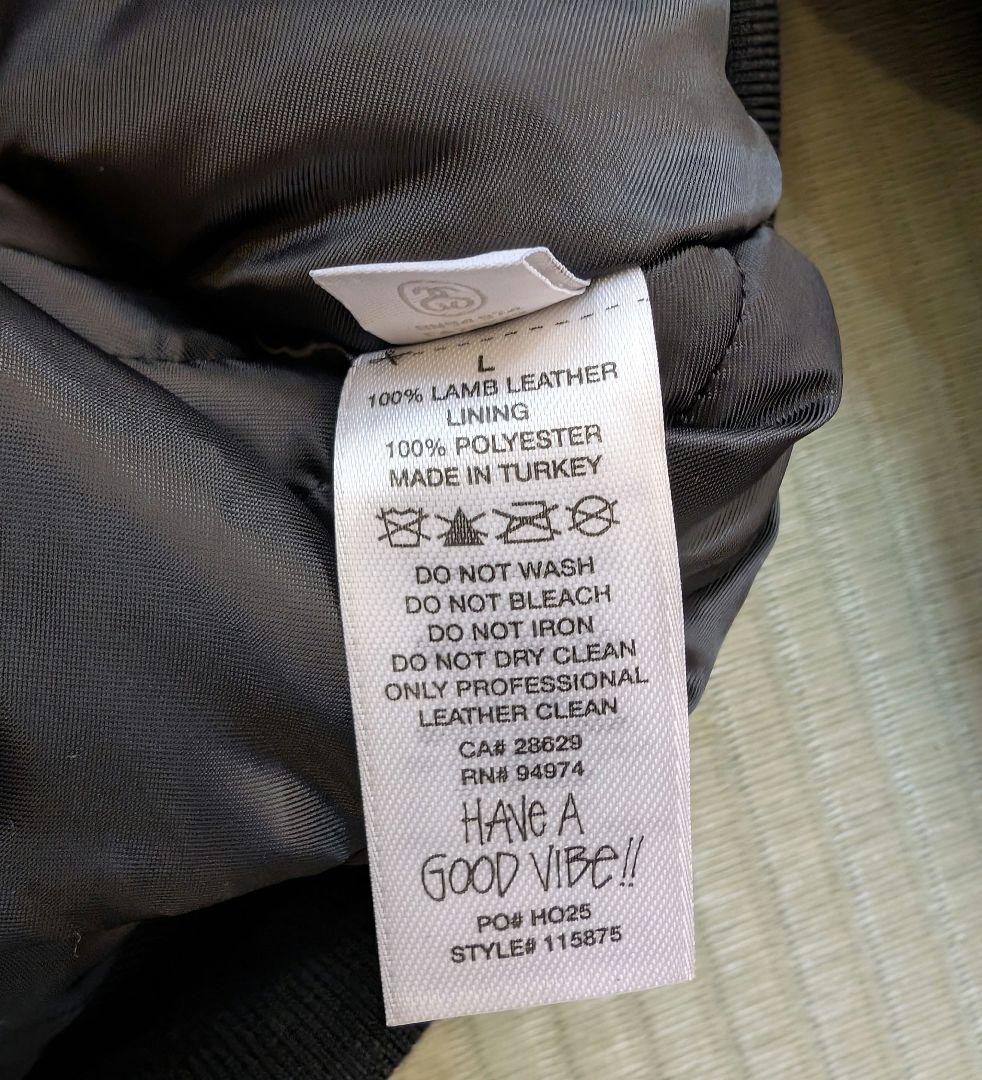 L
100% LAMB LEATHER
LINING
100% POLYESTER
MADE IN TURKEY
DO NOT WASH
DO NOT BLEACH
DO NOT IRON
DO NOT DRY CLEAN
ONLY PROFESSIONAL
LEATHER CLEAN
CA# 28629
RN# 94974
HAVE A
GOOD VIBE!!
PO# HO25
STYLE# 115875